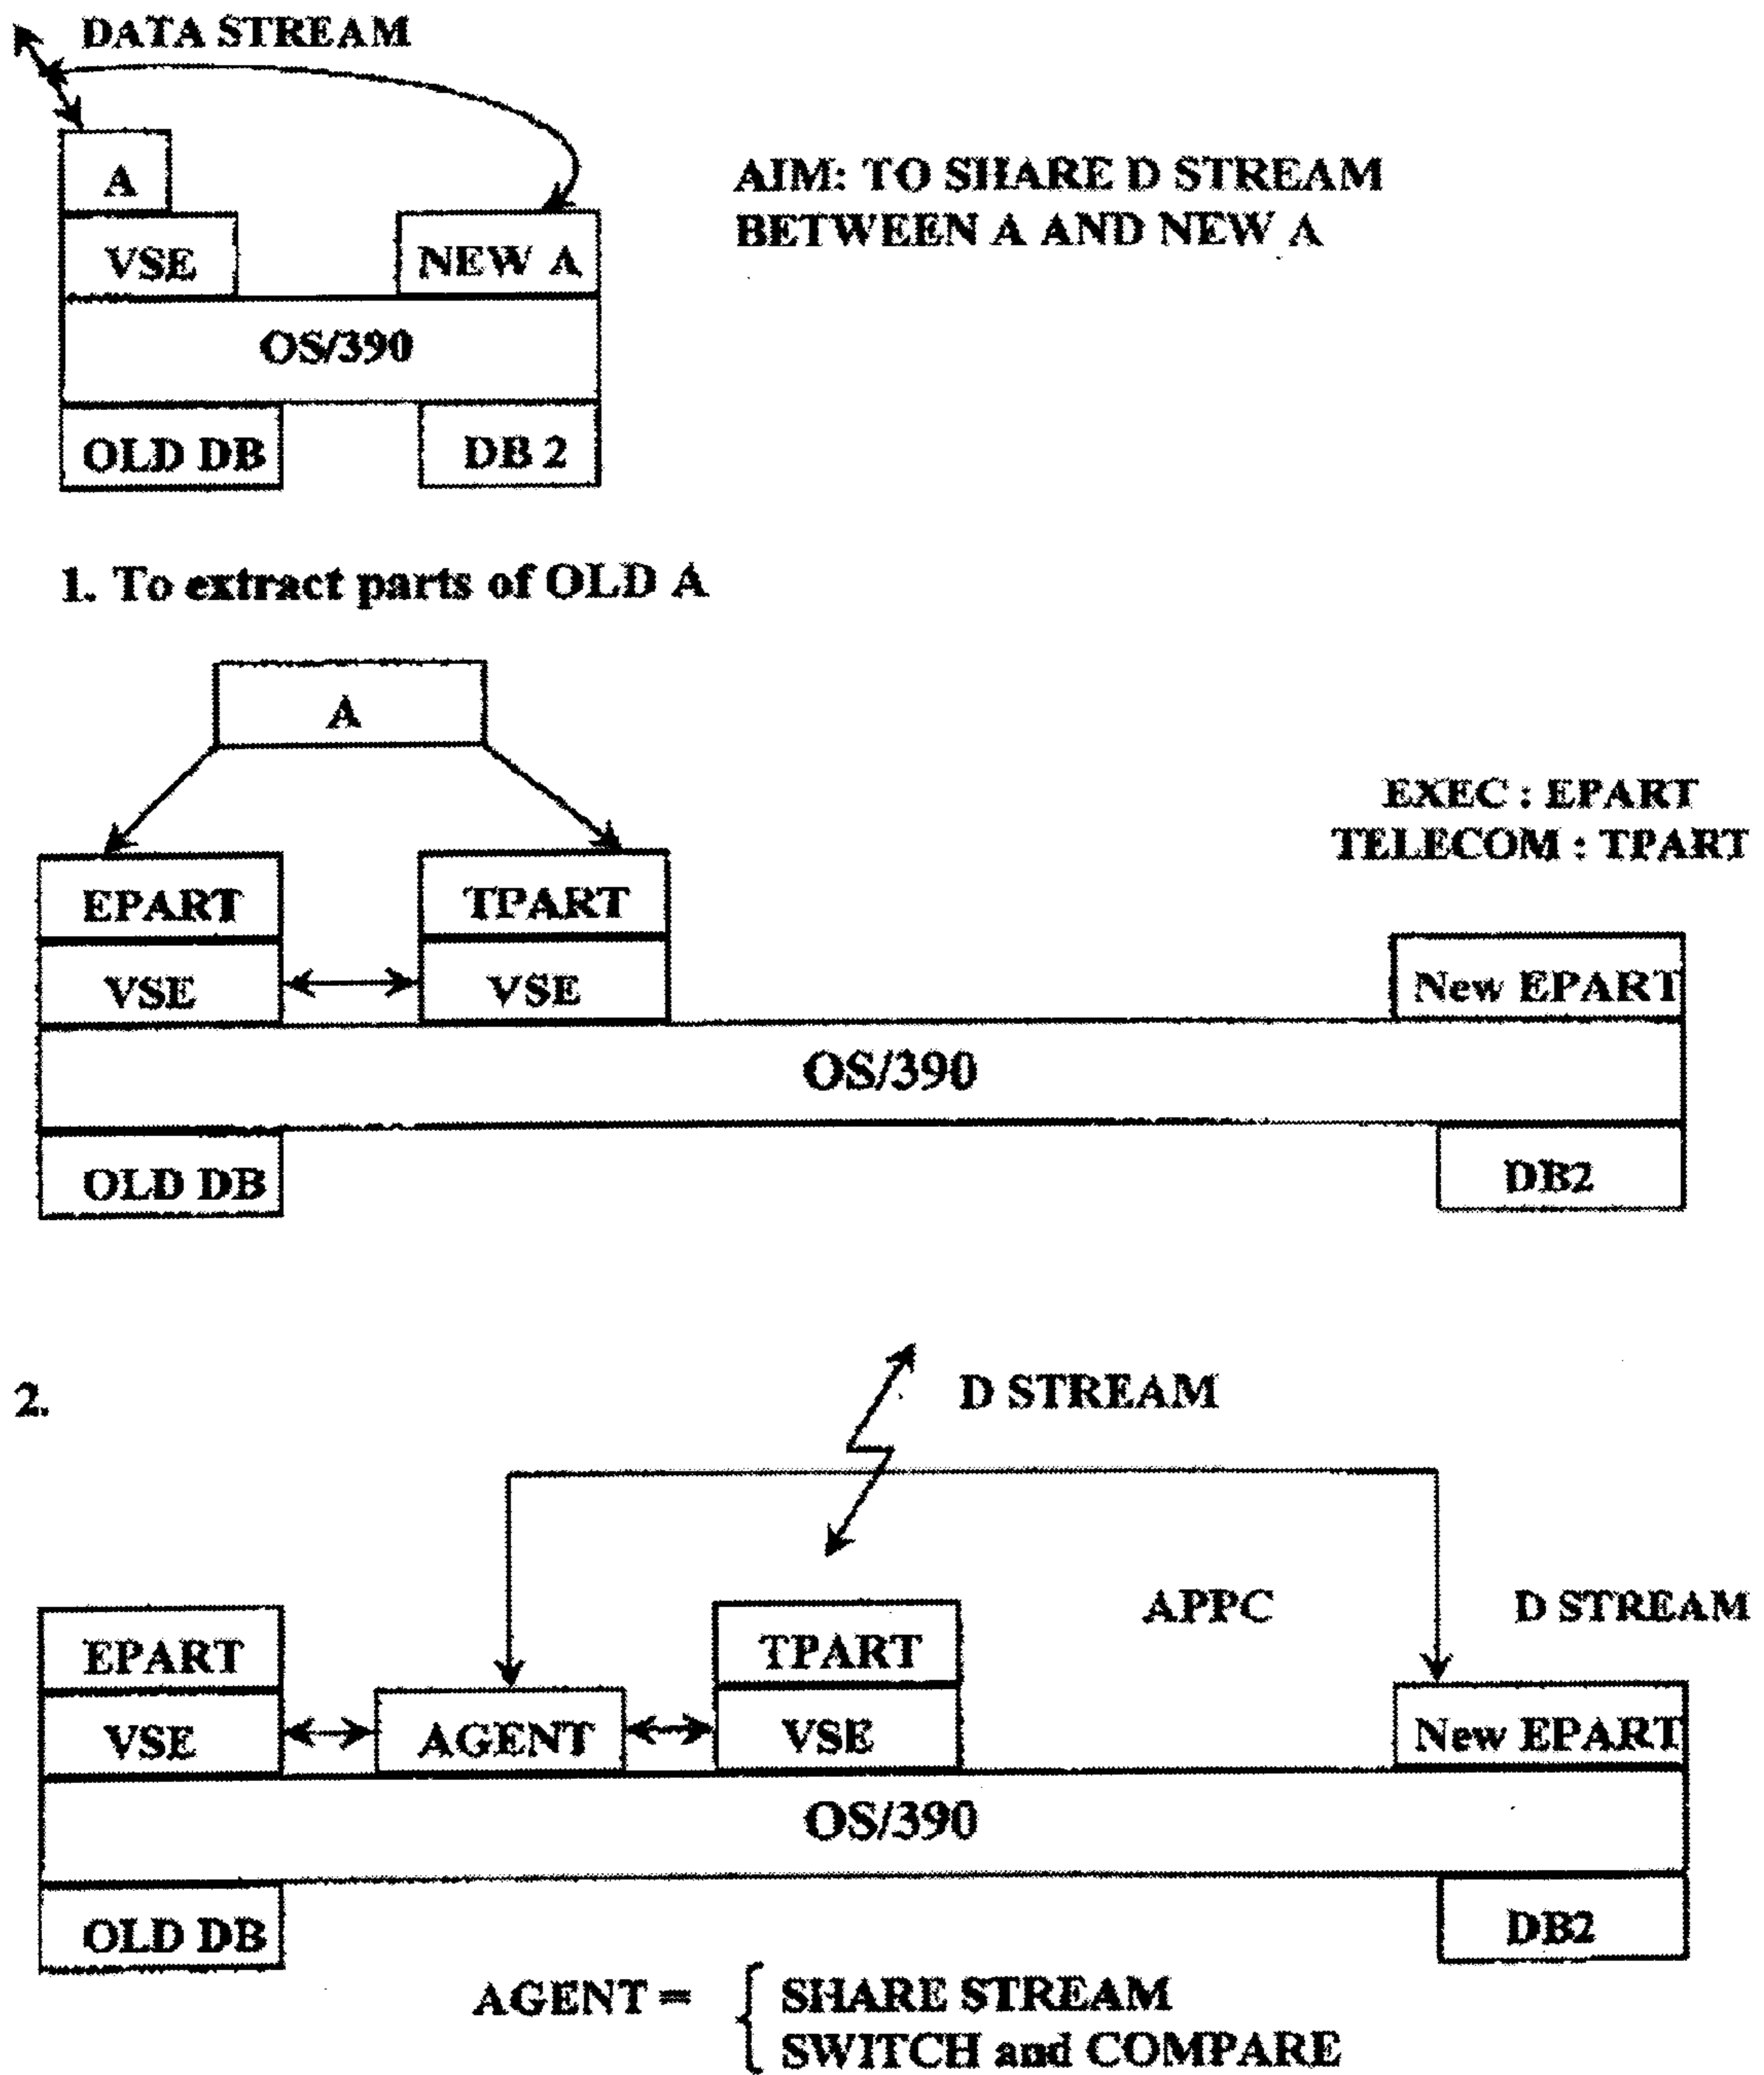 DATA STREAM
A
AIM: TO SHARE D STREAM
BETWEEN A AND NEW A
VSE
NEW A
OS/390
OLD DB
DB 2
1. To extract parts of OLD A
A
EXEC : EPART
TELECOM : TPART
EPART
TPART
VSE
VSE
New EPART
OS/390
OLD DB
DB2
2.
D STREAM
APPC
D STREAM
EPART
TPART
VSE
AGENT
VSE
New EPART
OS/390
OLD DB
DB2
AGENT = { SHARE STREAM
SWITCH and COMPARE